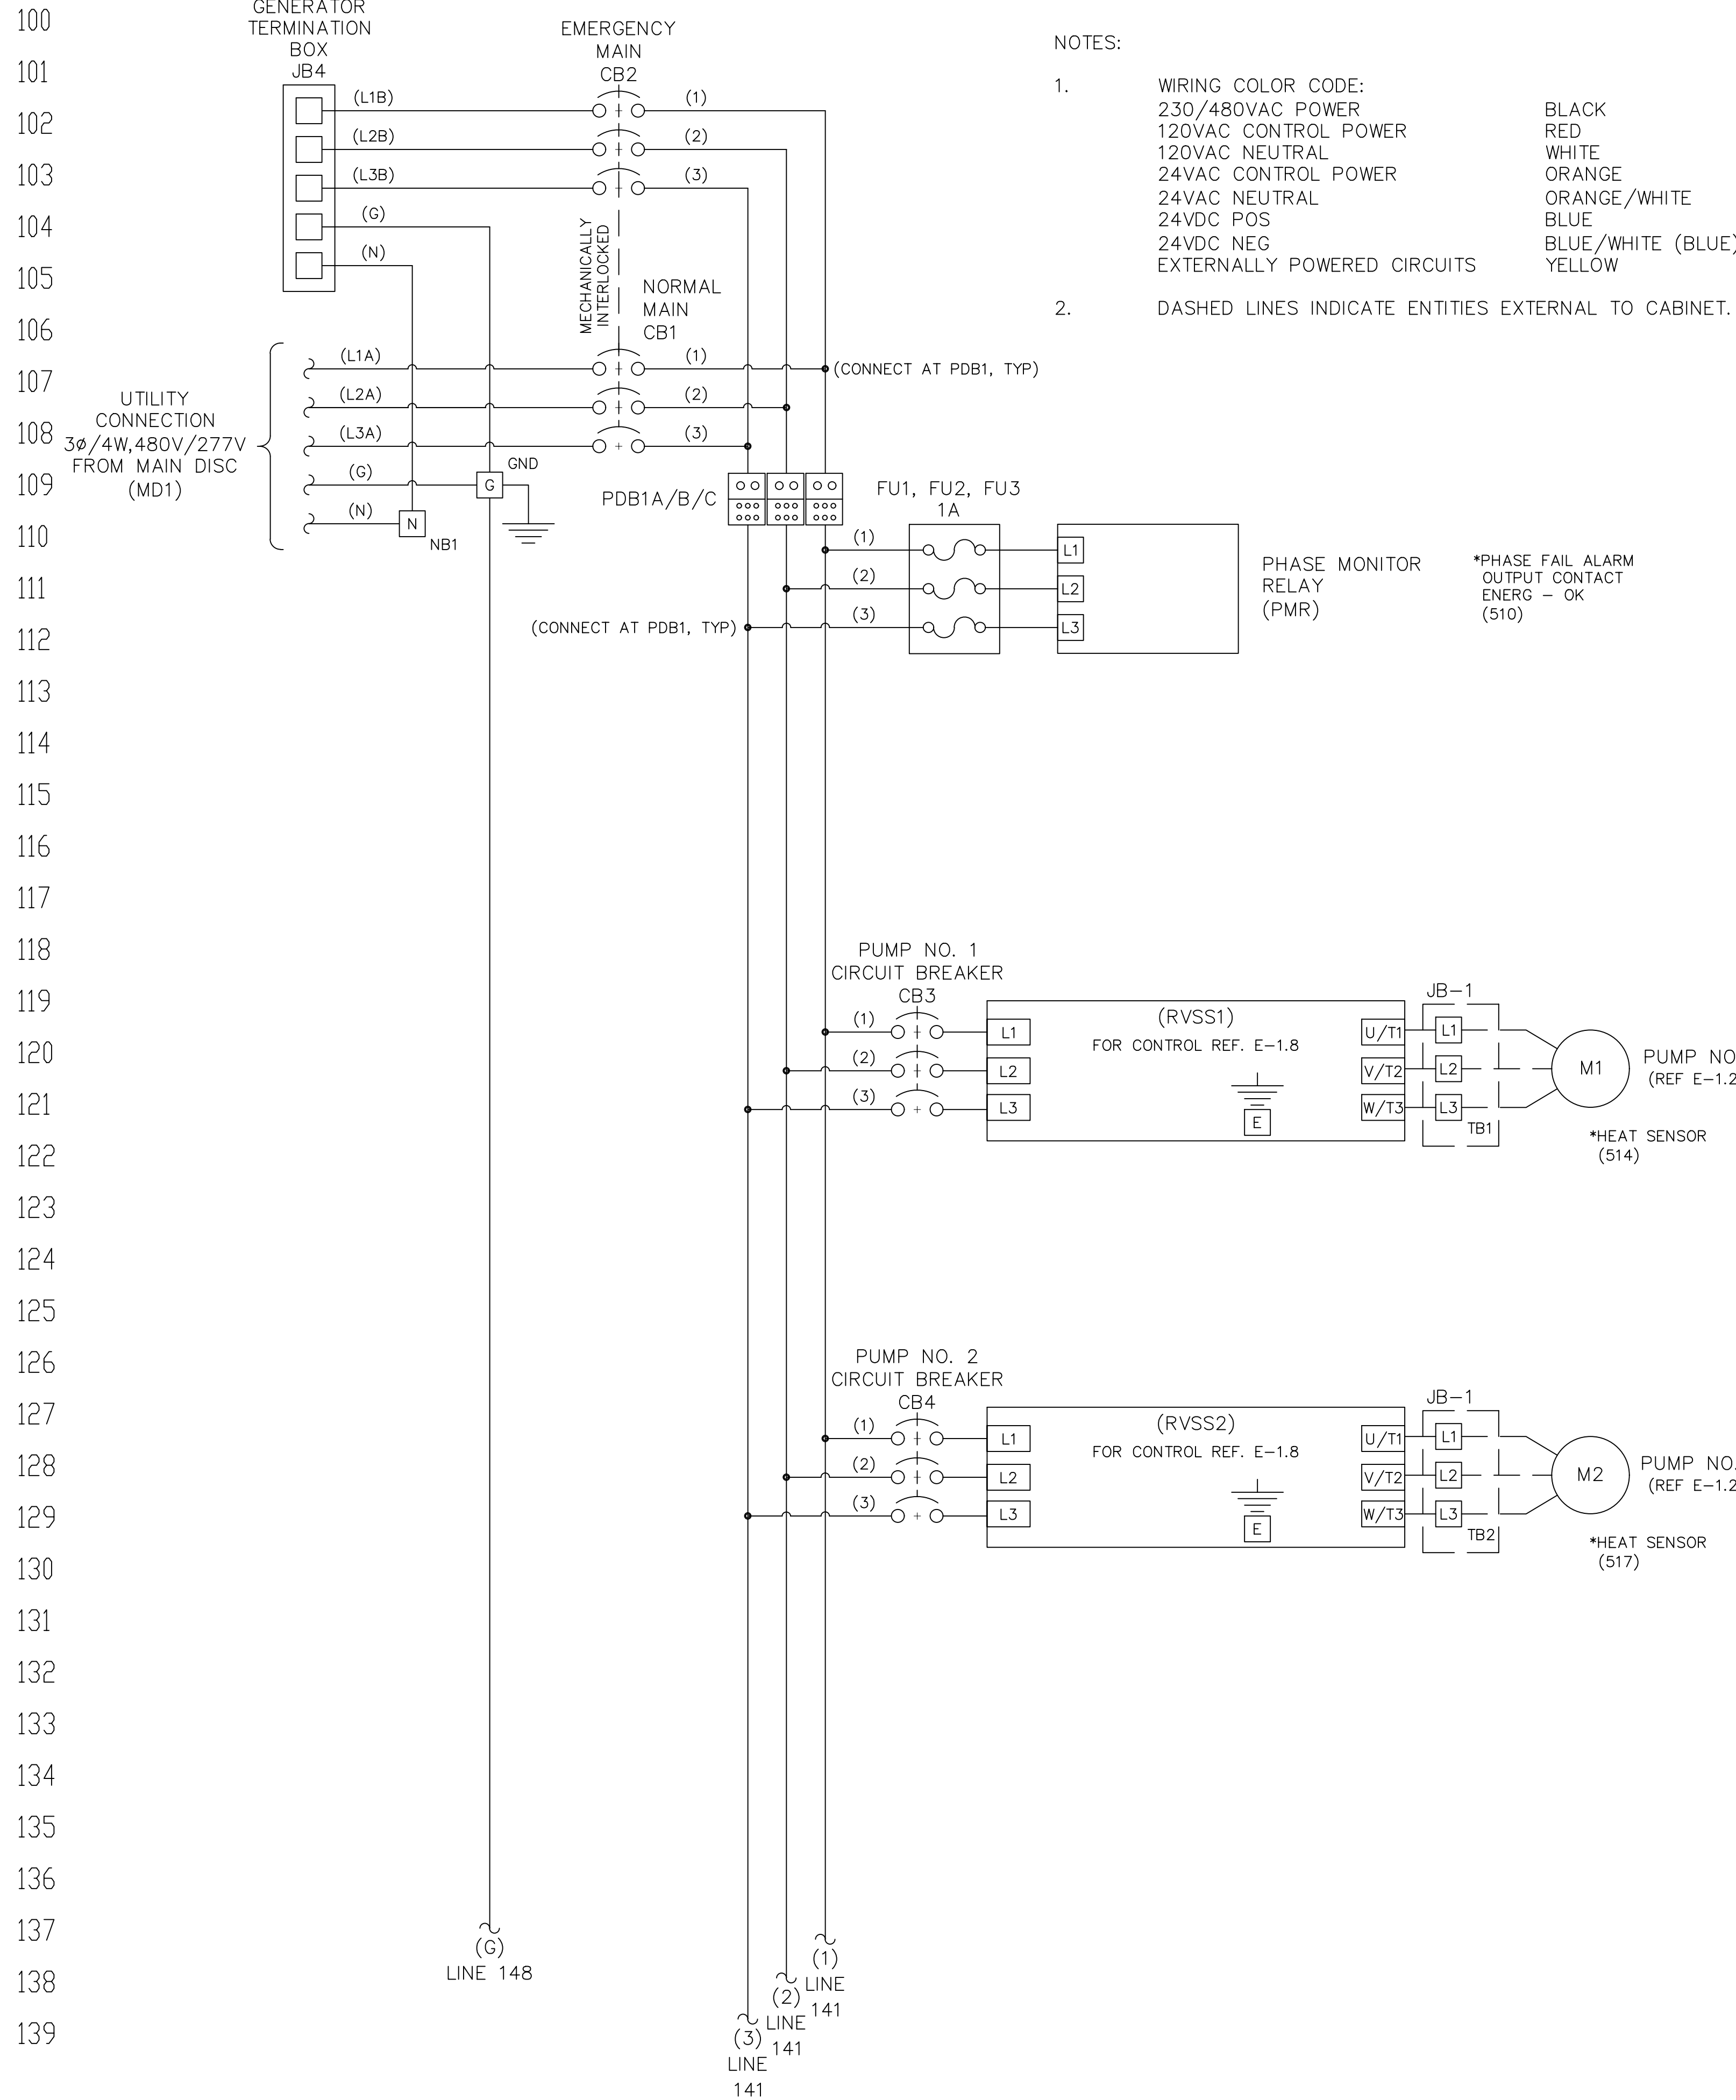 100
101
102
103
104
105
106
107
108
109
110
111
112
113
114
115
116
117
118
119
120
121
122
123
124
125
126
127
128
129
130
131
132
133
134
135
136
137
138
139
GENERATOR
TERMINATION
BOX
JB4
(L1B)
(L2B)
(L3B)
(G)
(N)
EMERGENCY
MAIN
CB2
(1)
(2)
(3)
MECHANICALLY
INTERLOCKED
NORMAL
MAIN
CB1
UTILITY
CONNECTION
3ø/4W,480V/277V
FROM MAIN DISC
(MD1)
(L1A)
(L2A)
(L3A)
(G)
(N)
(1)
(2)
(3)
(CONNECT AT PDB1, TYP)
G
GND
N
NB1
PDB1A/B/C
NOTES:
1. WIRING COLOR CODE:
230/480VAC POWER BLACK
120VAC CONTROL POWER RED
120VAC NEUTRAL WHITE
24VAC CONTROL POWER ORANGE
24VAC NEUTRAL ORANGE/WHITE
24VDC POS BLUE
24VDC NEG BLUE/WHITE (BLUE)
EXTERNALLY POWERED CIRCUITS YELLOW
2. DASHED LINES INDICATE ENTITIES EXTERNAL TO CABINET.
FU1, FU2, FU3
1A
(1)
(2)
(3)
L1
L2
L3
(CONNECT AT PDB1, TYP)
PHASE MONITOR
RELAY
(PMR)
*PHASE FAIL ALARM
OUTPUT CONTACT
ENERG – OK
(510)
PUMP NO. 1
CIRCUIT BREAKER
CB3
(1)
(2)
(3)
L1
L2
L3
(RVSS1)
FOR CONTROL REF. E–1.8
E
U/T1
V/T2
W/T3
JB–1
L1
L2
L3
TB1
M1
PUMP NO
(REF E–1.2
*HEAT SENSOR
(514)
PUMP NO. 2
CIRCUIT BREAKER
CB4
(1)
(2)
(3)
L1
L2
L3
(RVSS2)
FOR CONTROL REF. E–1.8
E
U/T1
V/T2
W/T3
JB–1
L1
L2
L3
TB2
M2
PUMP NO.
(REF E–1.2
*HEAT SENSOR
(517)
(G)
LINE 148
(1)
LINE
141
(2)
LINE
141
(3)
LINE
141